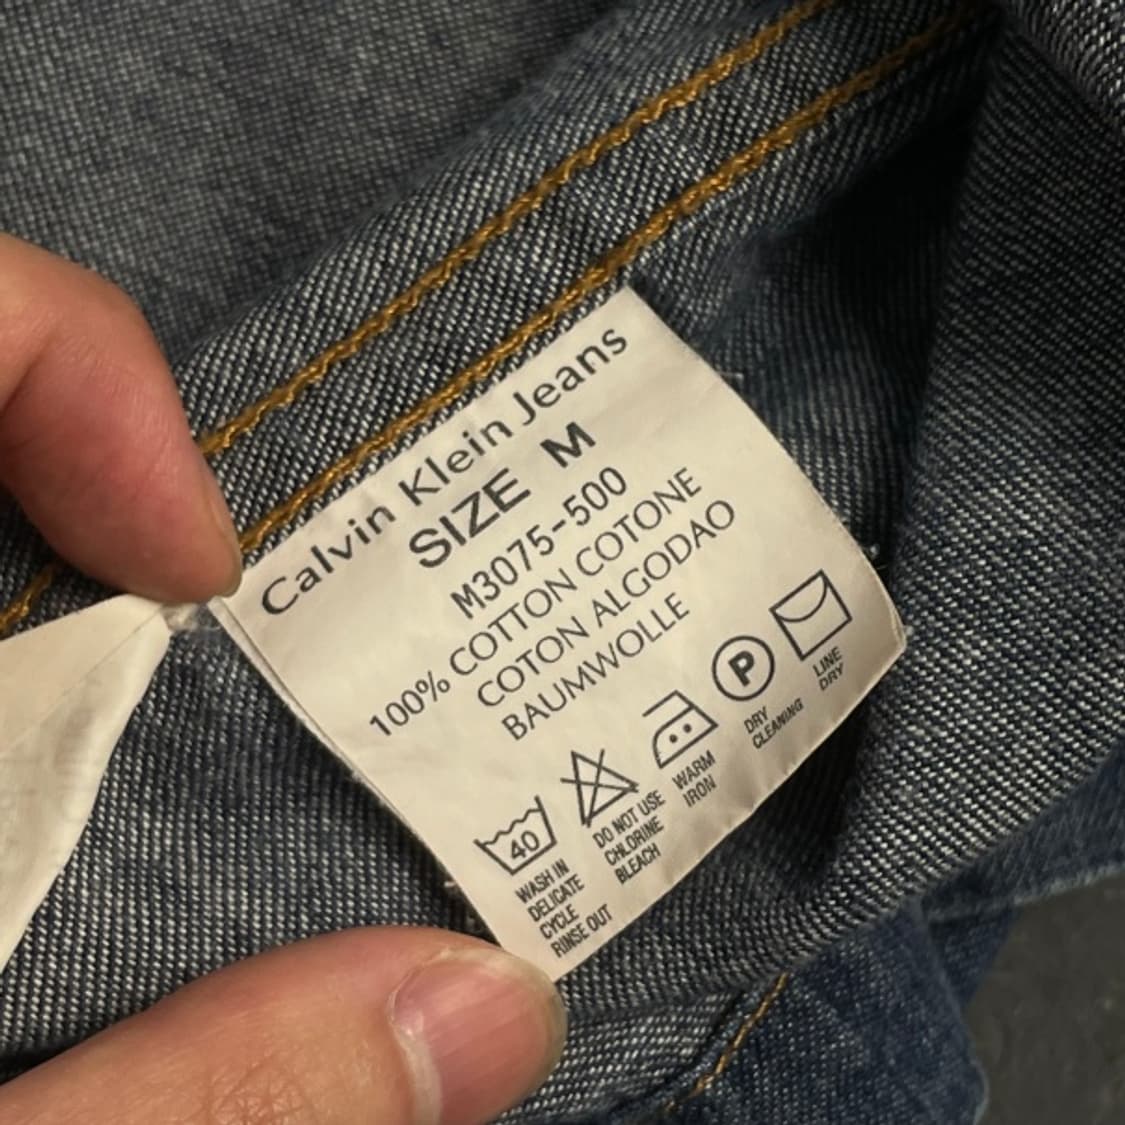 Calvin Klein Jeans
SIZE M
M3075-500
100% COTTON COTONE
COTON ALGODAO
BAUMWOLLE
40
WASH IN
DELICATE
CYCLE
RINSE OUT
DO NOT USE
CHLORINE
BLEACH
WARM
IRON
P
DRY
CLEANING
LINE
DRY